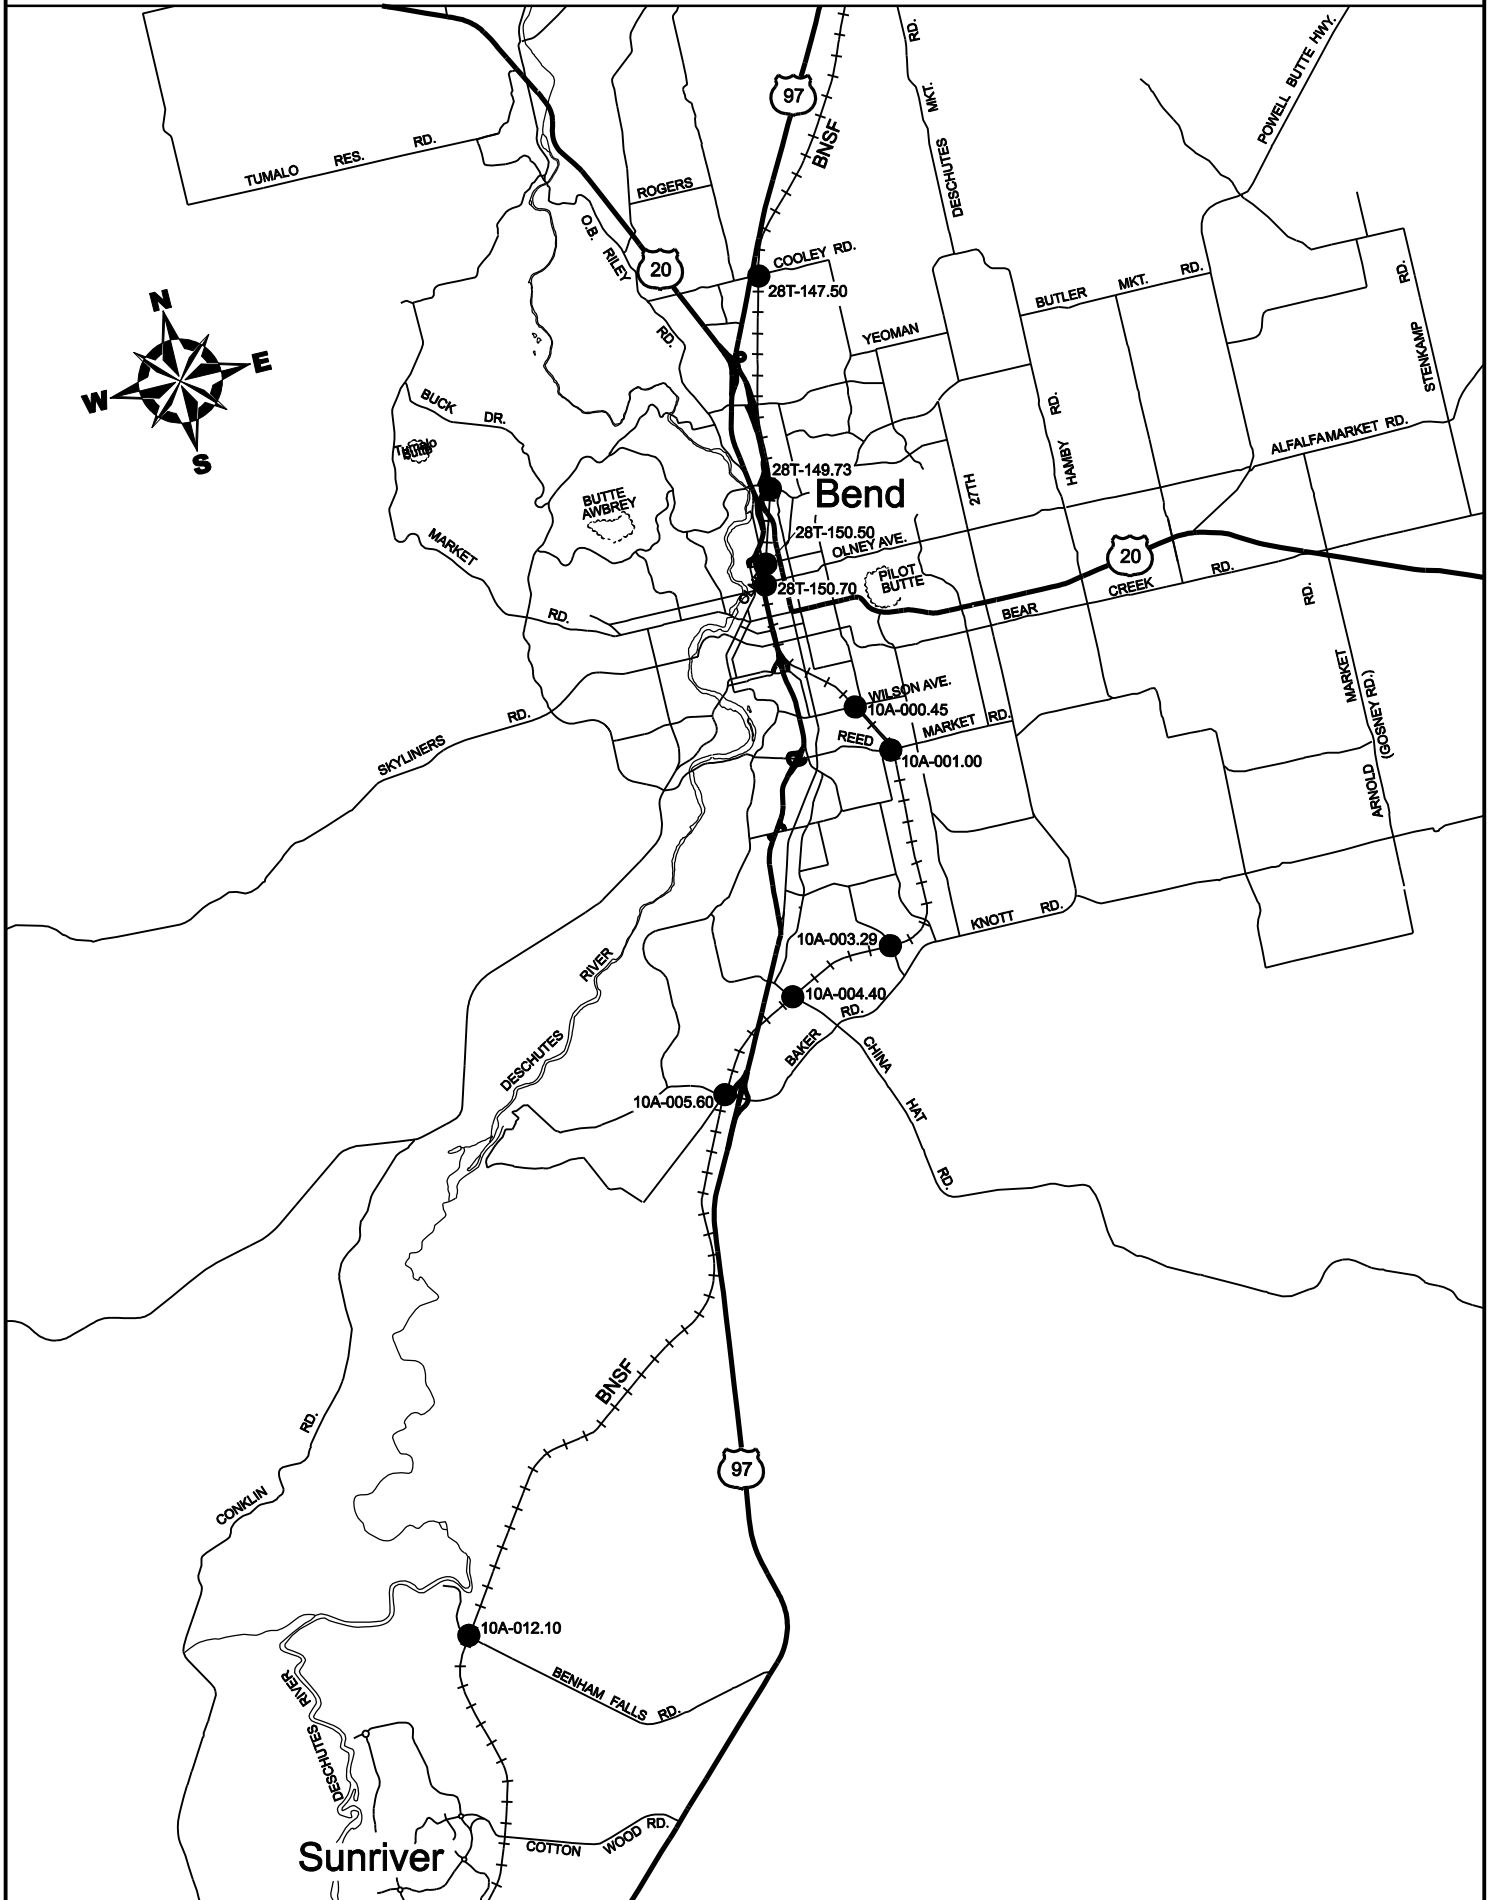 97
BNSF
DESCHUTES MKT. RD.
POWELL BUTTE HWY.
TUMALO RES. RD.
ROGERS
O.B. RILEY RD.
20
COOLEY RD.
28T-147.50
BUTLER MKT. RD.
YEOMAN
STENKAMP RD.
N
E
W
S
BUCK DR.
Tumalo
Butte
HAMBY RD.
ALFALFA MARKET RD.
28T-149.73
Bend
27TH
BUTTE
AWBREY
28T-150.50
OLNEY AVE.
MARKET RD.
20
PILOT
BUTTE
28T-150.70
BEAR CREEK RD.
WILSON AVE.
10A-000.45
REED MARKET RD.
10A-001.00
SKYLINERS RD.
ARNOLD MARKET RD.
(GOSNEY RD.)
KNOTT RD.
10A-003.29
10A-004.40
DESCHUTES RIVER
BAKER RD.
CHINA HAT RD.
10A-005.60
BNSF
CONKLIN RD.
97
10A-012.10
BENHAM FALLS RD.
DESCHUTES RIVER
COTTON WOOD RD.
Sunriver